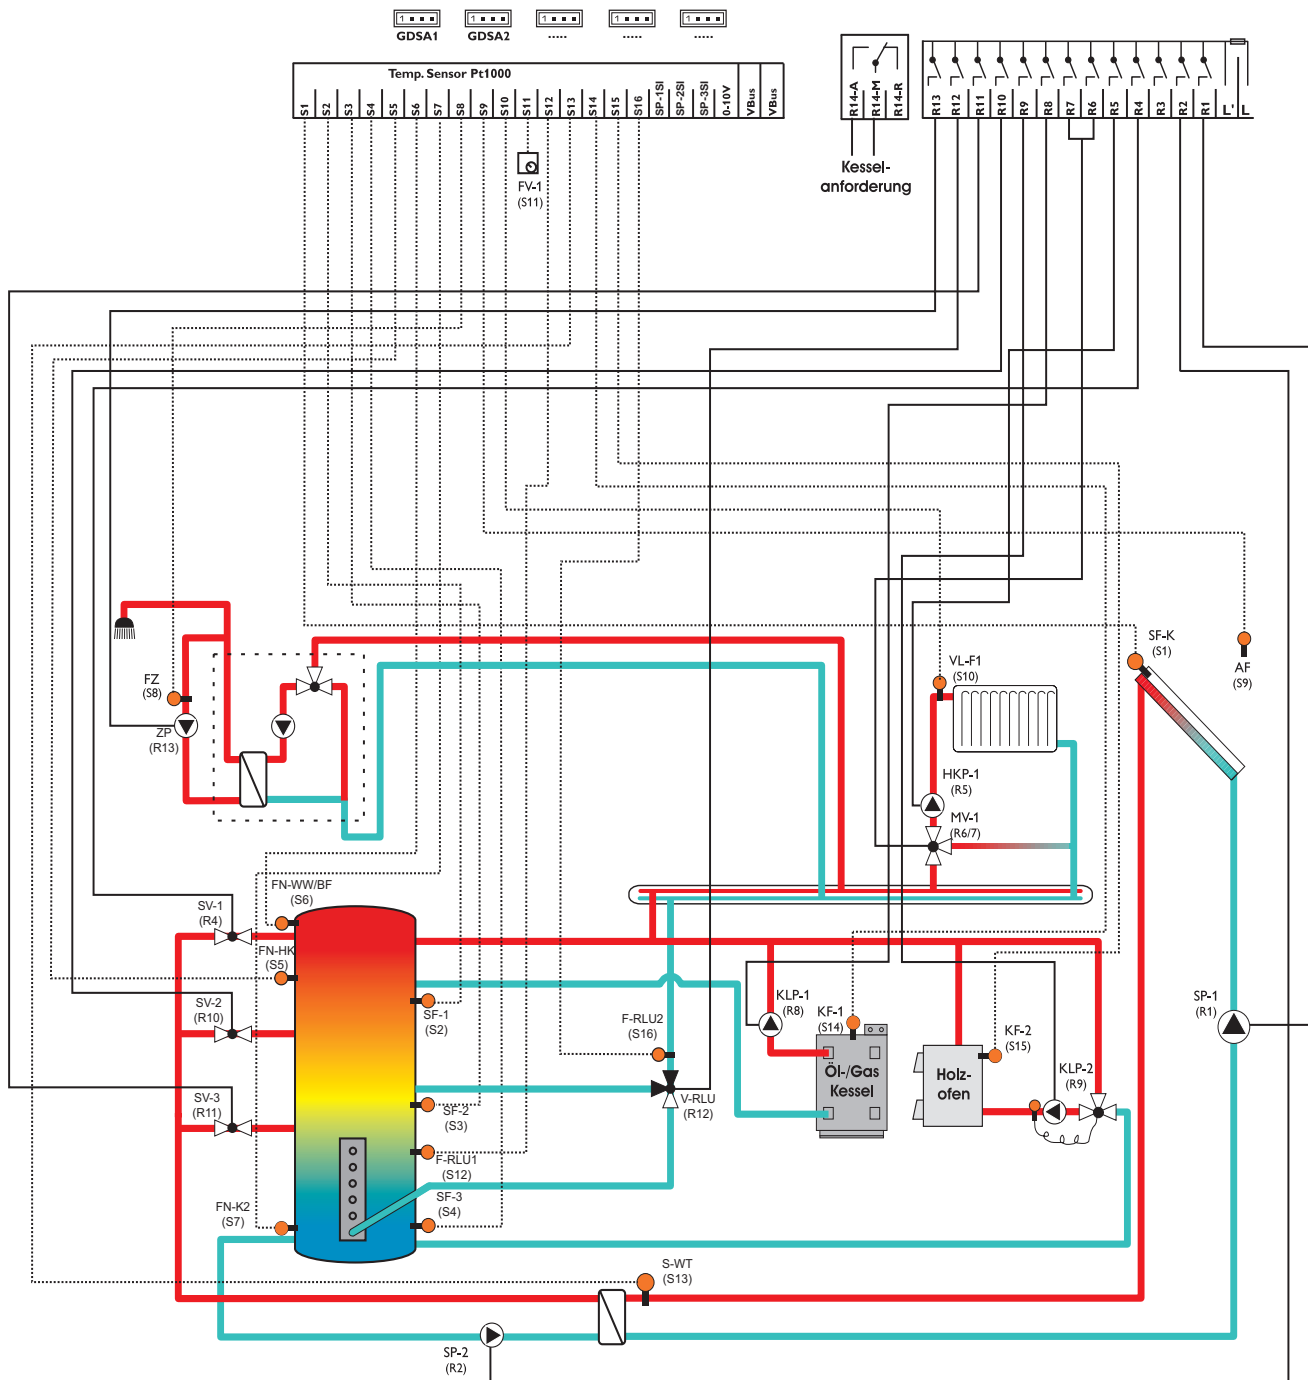 1
1
1
1
1
GDSA1
GDSA2
.....
.....
.....
Temp. Sensor Pt1000
S1
S2
S3
S4
S5
S6
S7
S8
S9
S10
S11
S12
S13
S14
S15
S16
SP-1SI
SP-2SI
SP-3SI
0-10V
VBus
VBus
R14-A
R14-M
R14-R
R13
R12
R11
R10
R9
R8
R7
R6
R5
R4
R3
R2
R1
L'
L
Kessel-
anforderung
FV-1
(S11)
FZ
(S8)
ZP
(R13)
VL-F1
(S10)
SF-K
(S1)
AF
(S9)
HKP-1
(R5)
MV-1
(R6/7)
FN-WW/BF
(S6)
SV-1
(R4)
FN-HK
(S5)
SV-2
(R10)
SF-1
(S2)
F-RLU2
(S16)
KLP-1
(R8)
KF-1
(S14)
KF-2
(S15)
SP-1
(R1)
Öl-/Gas
Kessel
Holz-
ofen
KLP-2
(R9)
SV-3
(R11)
SF-2
(S3)
V-RLU
(R12)
F-RLU1
(S12)
FN-K2
(S7)
SF-3
(S4)
S-WT
(S13)
SP-2
(R2)